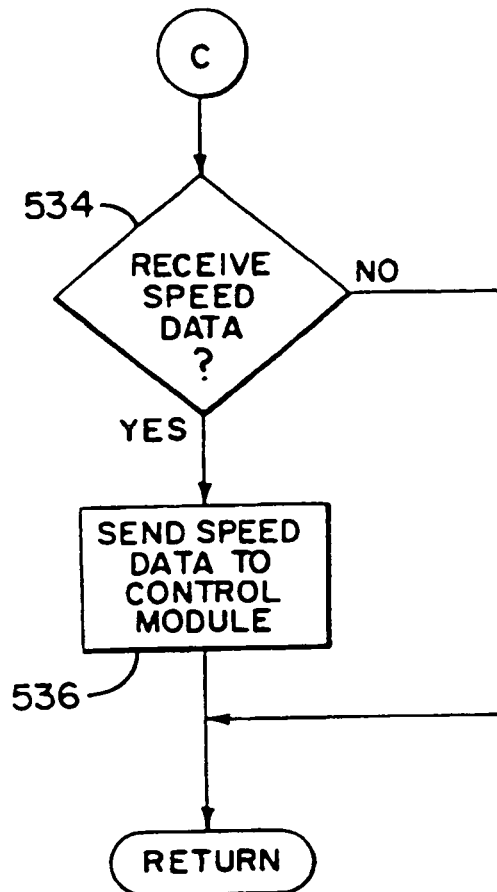 C
534
RECEIVE
SPEED
DATA
?
NO
YES
SEND SPEED
DATA TO
CONTROL
MODULE
536
RETURN